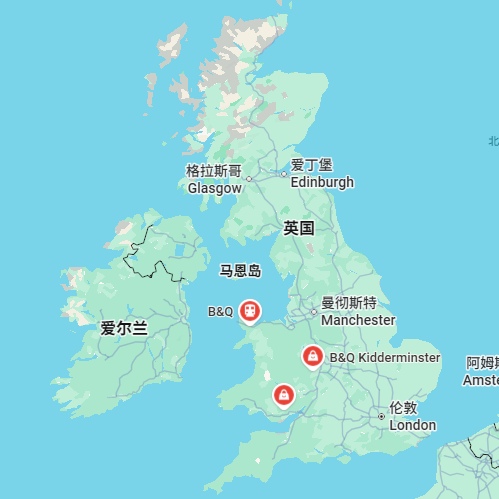 北
格拉斯哥
Glasgow
爱丁堡
Edinburgh
英国
马恩岛
B&Q
爱尔兰
曼彻斯特
Manchester
B&Q Kidderminster
阿姆
Amste
伦敦
London